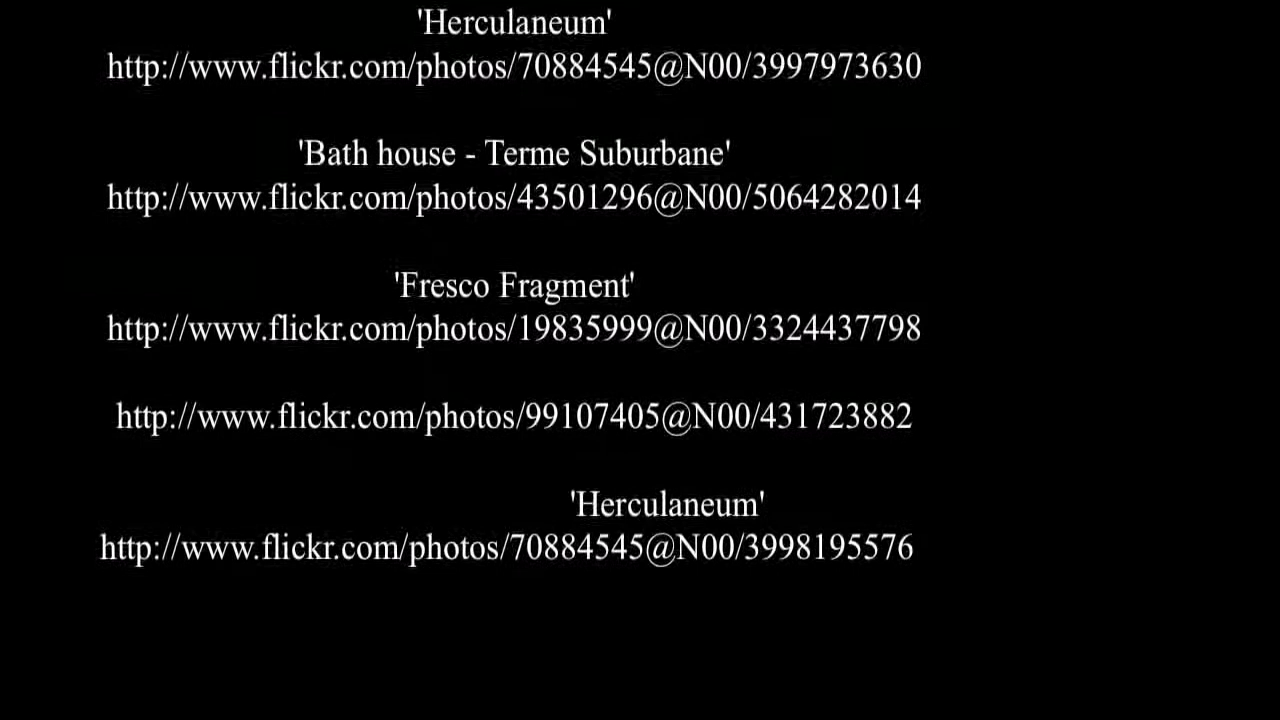 'Herculaneum'
http://www.flickr.com/photos/70884545@N00/3997973630
'Bath house - Terme Suburbane'
http://www.flickr.com/photos/43501296@N00/5064282014
'Fresco Fragment'
http://www.flickr.com/photos/19835999@N00/3324437798
http://www.flickr.com/photos/99107405@N00/431723882
'Herculaneum'
http://www.flickr.com/photos/70884545@N00/3998195576